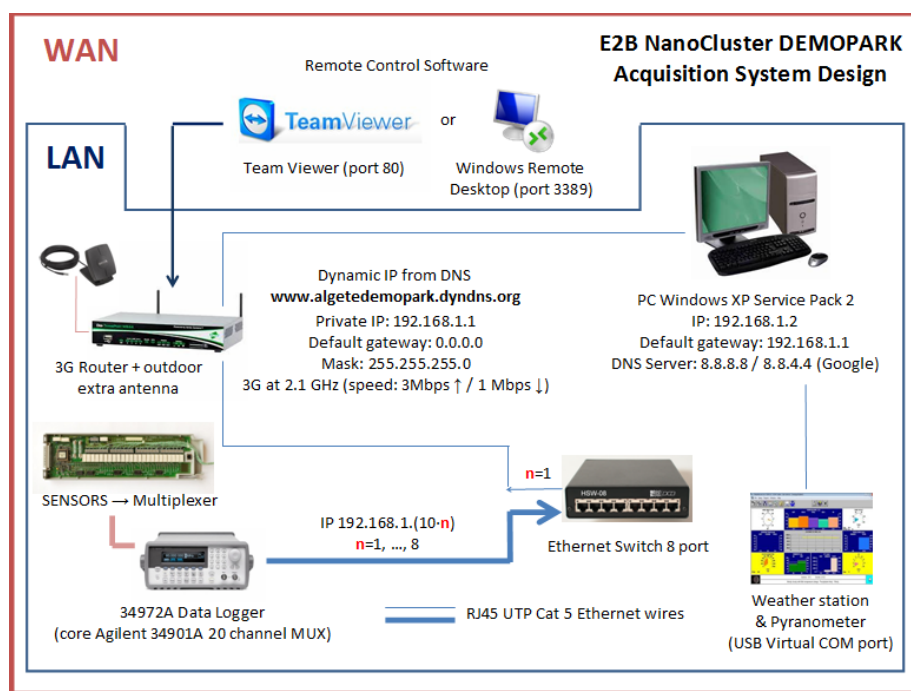 WAN
E2B NanoCluster DEMOPARK
Acquisition System Design
Remote Control Software
TeamViewer
or
Team Viewer (port 80)
Windows Remote
Desktop (port 3389)
LAN
Dynamic IP from DNS
www.algetedemopark.dyndns.org
Private IP: 192.168.1.1
Default gateway: 0.0.0.0
Mask: 255.255.255.0
3G at 2.1 GHz (speed: 3Mbps ↑ / 1 Mbps ↓)
PC Windows XP Service Pack 2
IP: 192.168.1.2
Default gateway: 192.168.1.1
DNS Server: 8.8.8.8 / 8.8.4.4 (Google)
3G Router + outdoor
extra antenna
SENSORS → Multiplexer
n=1
HSW-08
IP 192.168.1.(10·n)
n=1, ..., 8
Ethernet Switch 8 port
34972A Data Logger
(core Agilent 34901A 20 channel MUX)
RJ45 UTP Cat 5 Ethernet wires
Weather station
& Pyranometer
(USB Virtual COM port)